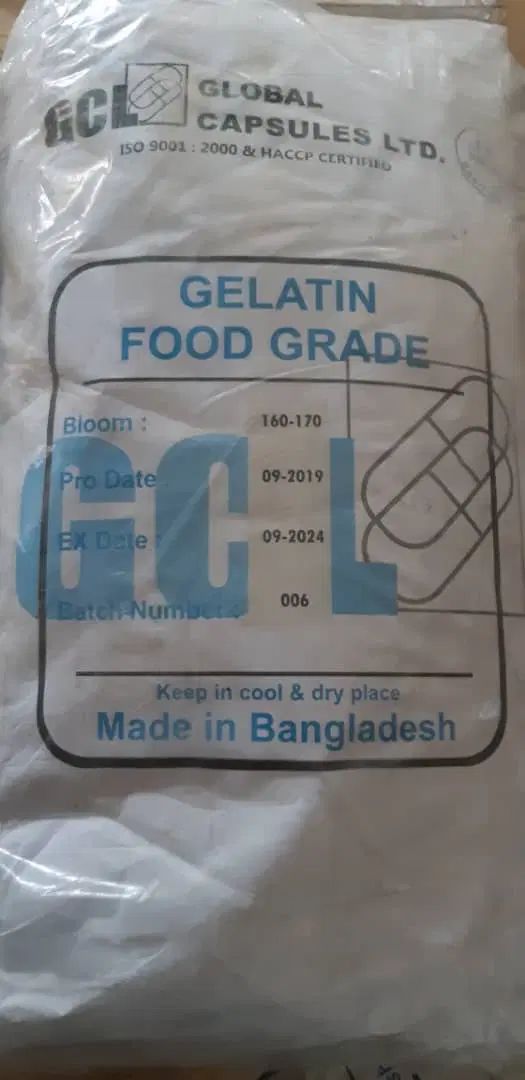 GCL GLOBAL
CAPSULES LTD.
ISO 9001 : 2000 & HACCP CERTIFIED
GELATIN
FOOD GRADE
Bloom : 160-170
Pro Date : 09-2019
EX Date : 09-2024
Batch Number : 006
GCL
Keep in cool & dry place
Made in Bangladesh